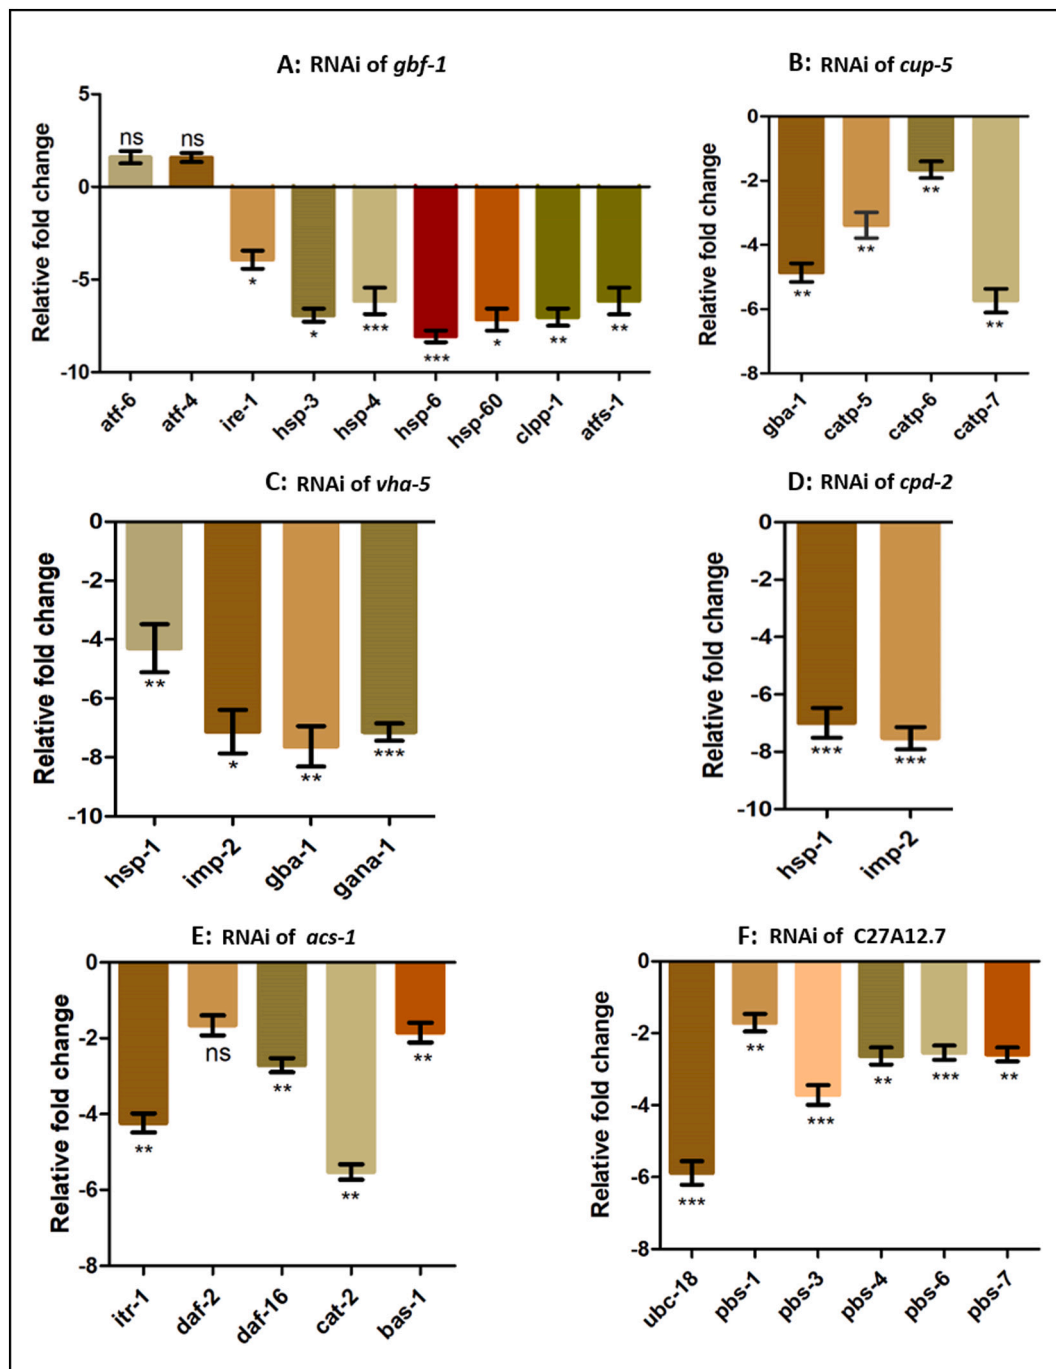 A: RNAi of gbf-1
Relative fold change
5
0
-5
-10
ns
ns
*
*
***
***
*
**
**
atf-6
atf-4
ire-1
hsp-3
hsp-4
hsp-6
hsp-60
clpp-1
atfs-1
B: RNAi of cup-5
Relative fold change
0
-2
-4
-6
-8
**
**
**
**
gba-1
catp-5
catp-6
catp-7
C: RNAi of vha-5
Relative fold change
0
-2
-4
-6
-8
-10
**
*
**
***
hsp-1
imp-2
gba-1
gana-1
D: RNAi of cpd-2
Relative fold change
0
-2
-4
-6
-8
-10
***
***
hsp-1
imp-2
E: RNAi of acs-1
Relative fold change
0
-2
-4
-6
-8
**
ns
**
**
**
itr-1
daf-2
daf-16
cat-2
bas-1
F: RNAi of C27A12.7
Relative fold change
0
-2
-4
-6
-8
***
**
***
**
***
**
ubc-18
pbs-1
pbs-3
pbs-4
pbs-6
pbs-7